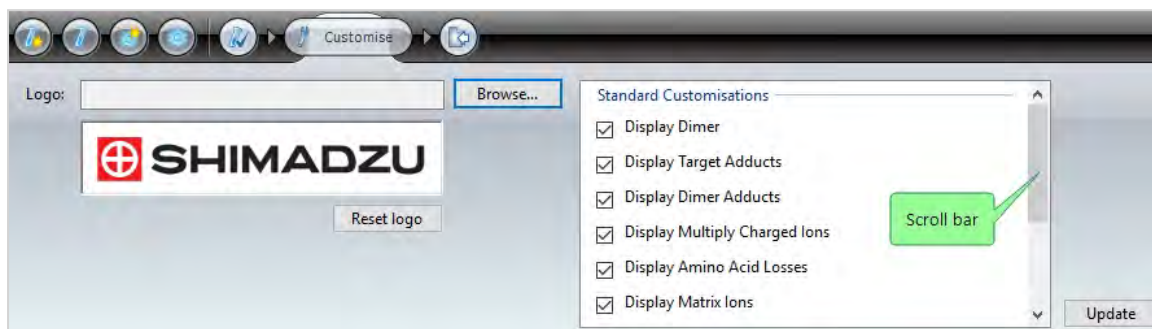 Customise
Logo:
Browse...
SHIMADZU
Reset logo
Standard Customisations
Display Dimer
Display Target Adducts
Display Dimer Adducts
Display Multiply Charged Ions
Display Amino Acid Losses
Display Matrix Ions
Scroll bar
Update